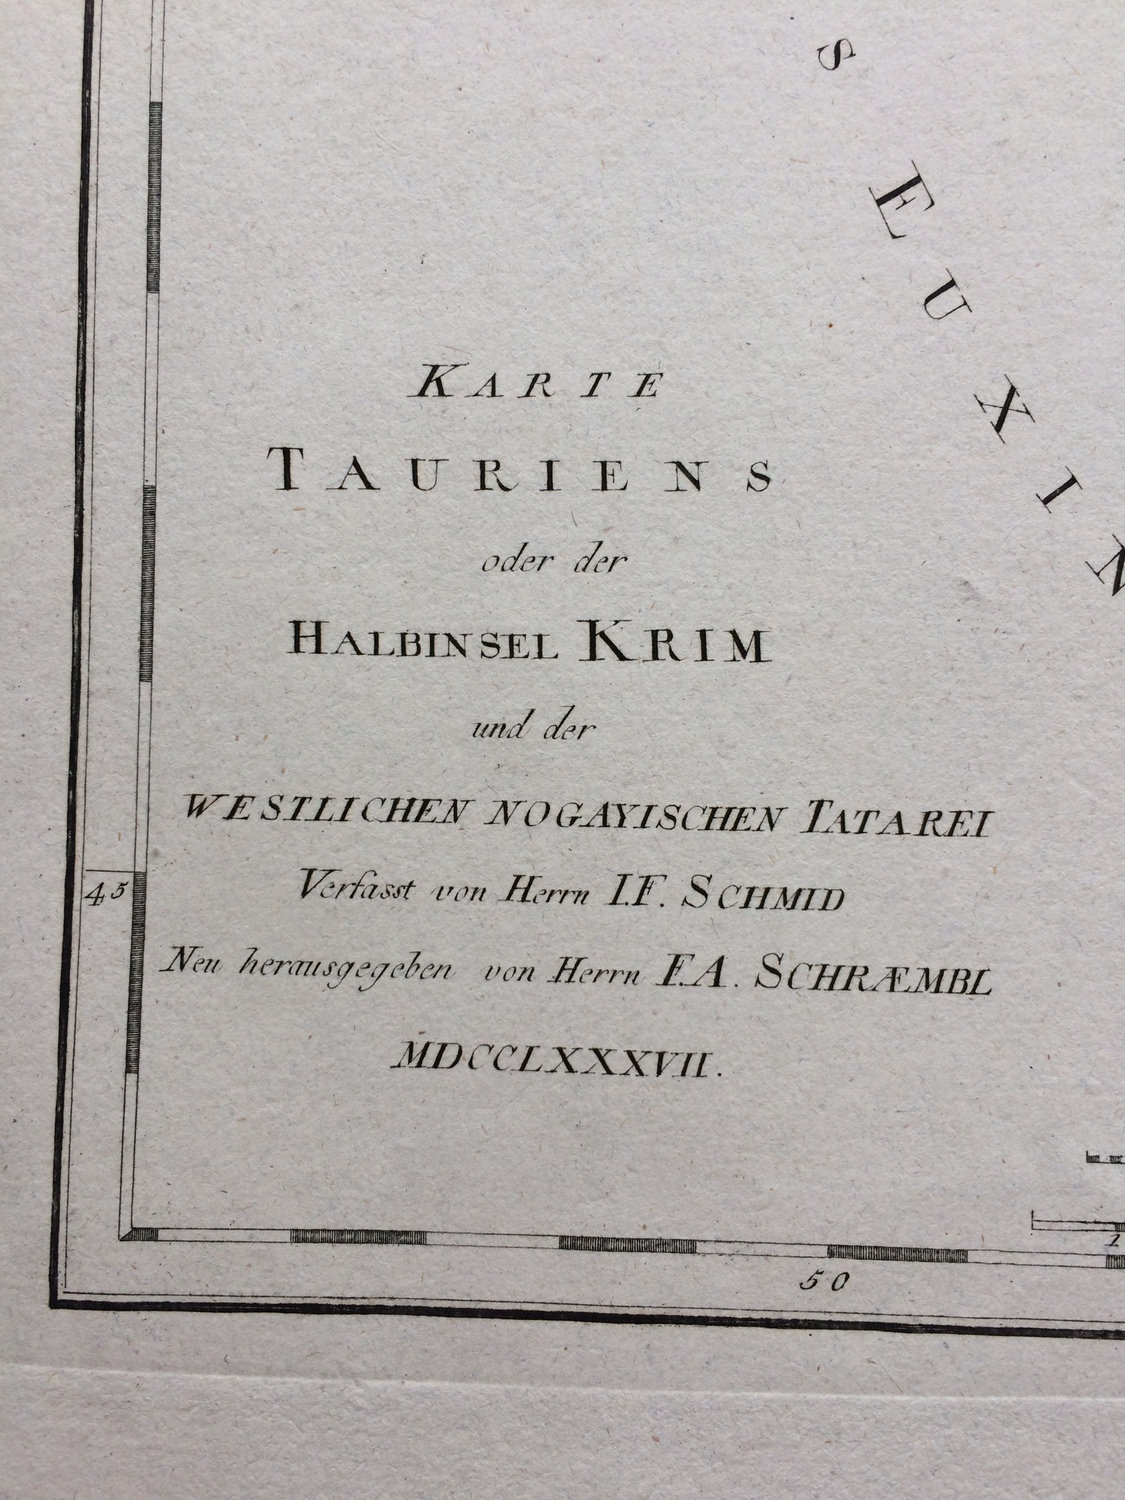 S EUXIN
KARTE
TAURIENS
oder der
HALBINSEL KRIM
und der
WESTLICHEN NOGAYISCHEN TATAREI
Verfasst von Herrn I.F. SCHMID
45
Neu herausgegeben von Herrn F.A. SCHRÆMBL
MDCCLXXXVII.
1
50